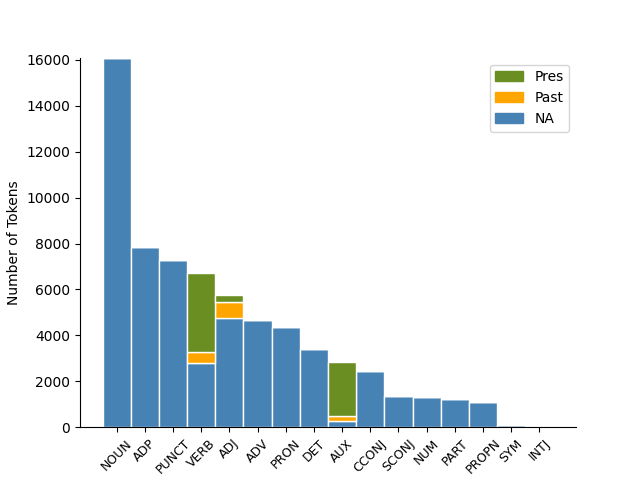 16000
14000
12000
10000
8000
6000
4000
2000
0
Number of Tokens
Pres
Past
NA
NOUN
ADP
PUNCT
VERB
ADJ
ADV
PRON
DET
AUX
CCONJ
SCONJ
NUM
PART
PROPN
SYM
INTJ